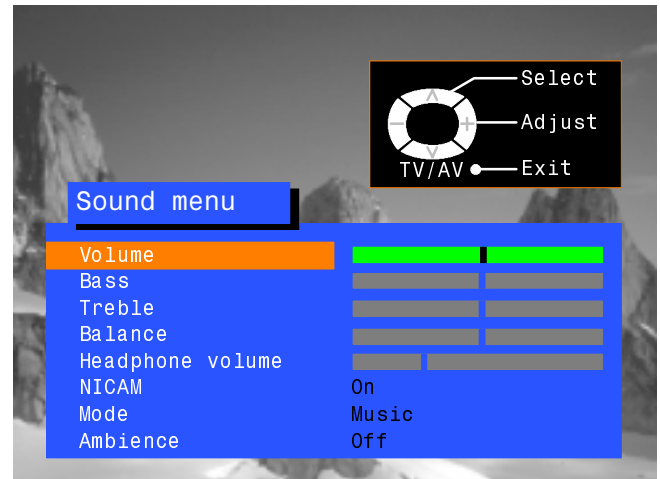 Select
Adjust
TV/AV Exit
Sound menu
Volume
Bass
Treble
Balance
Headphone volume
NICAM On
Mode Music
Ambience Off